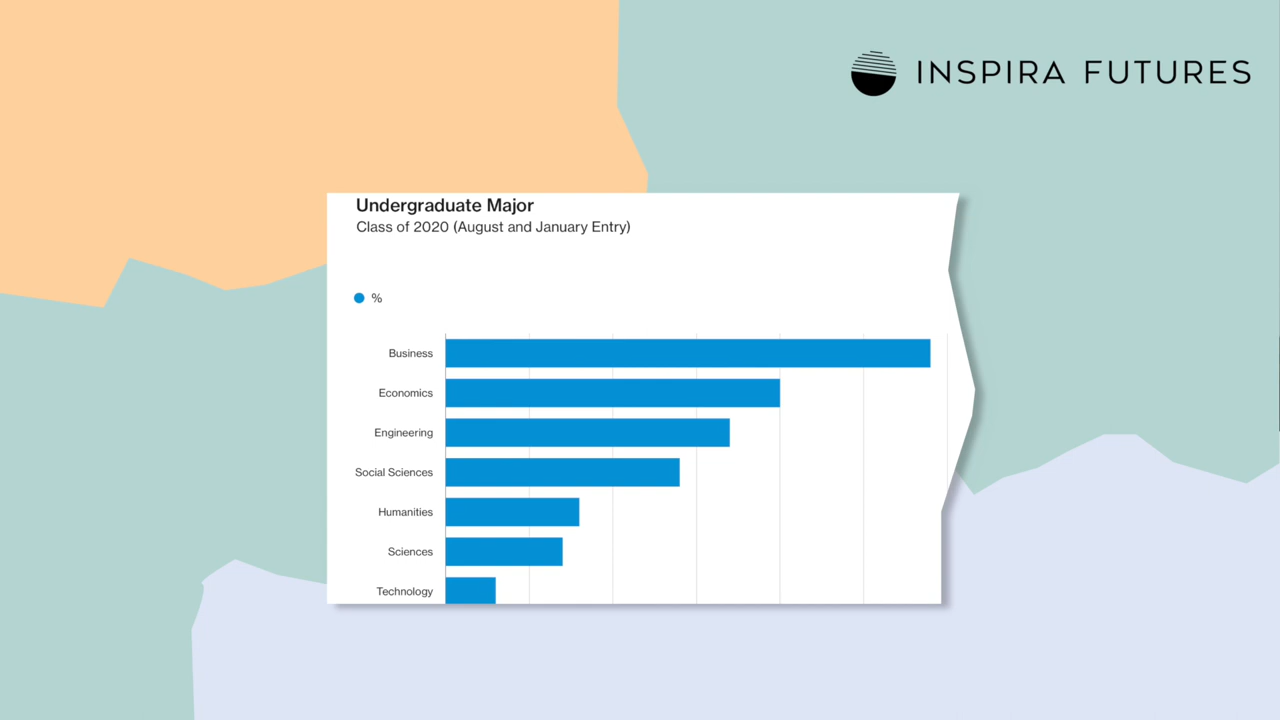 INSPIRA FUTURES
Undergraduate Major
Class of 2020 (August and January Entry)
%
Business
Economics
Engineering
Social Sciences
Humanities
Sciences
Technology